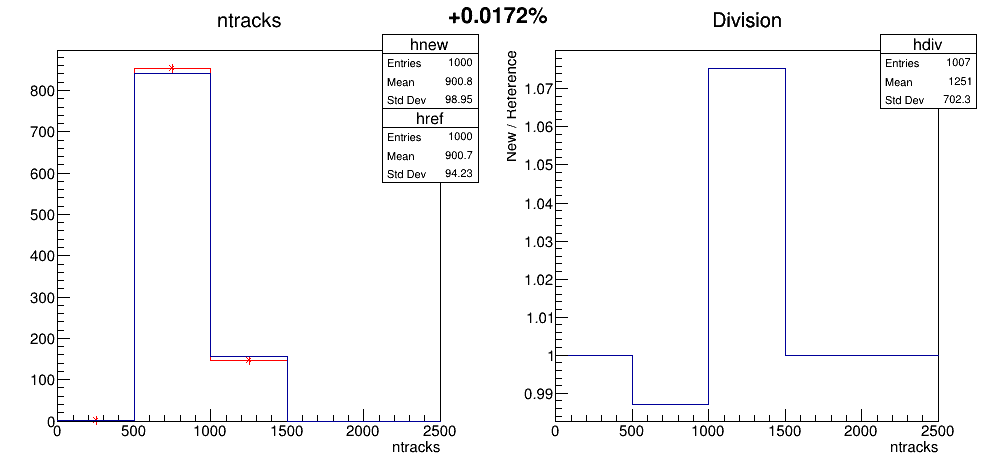 +0.0172%
ntracks
hnew
Entries 1000
Mean 900.8
Std Dev 98.95
href
Entries 1000
Mean 900.7
Std Dev 94.23
800
700
600
500
400
300
200
100
0
0 500 1000 1500 2000 2500
ntracks
Division
hdiv
Entries 1007
Mean 1251
Std Dev 702.3
New / Reference
1.07
1.06
1.05
1.04
1.03
1.02
1.01
1
0.99
0 500 1000 1500 2000 2500
ntracks